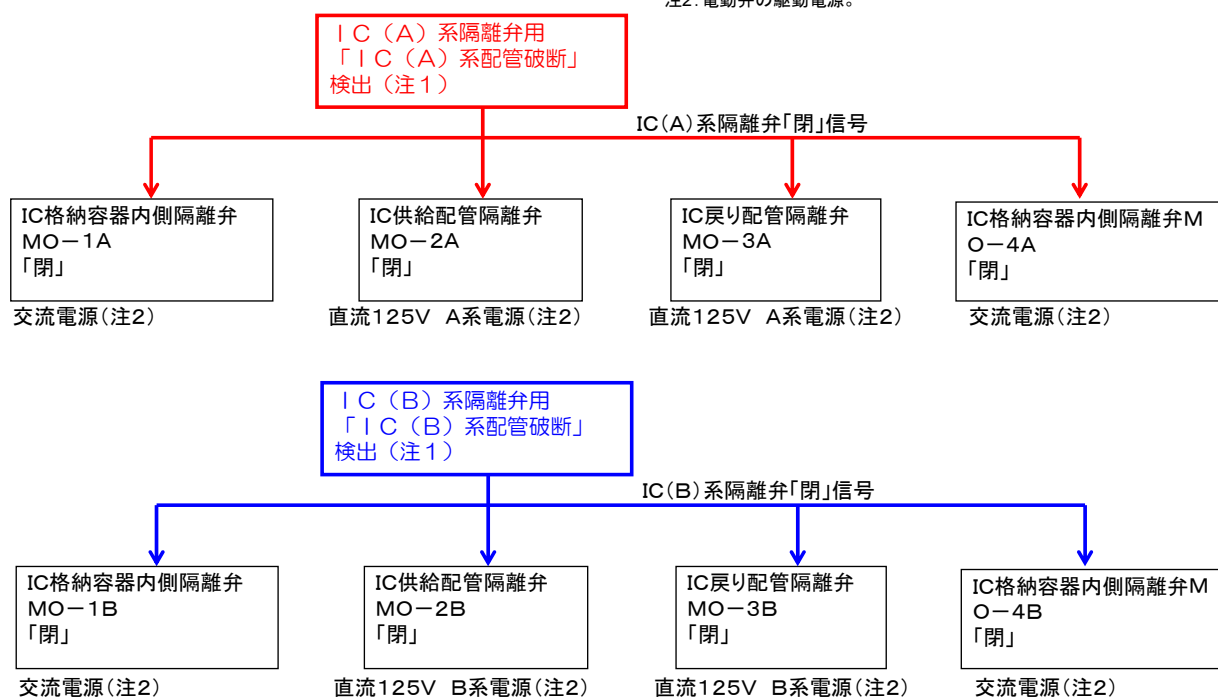 注2:電動弁の駆動電源。
IC(A)系隔離弁用
「IC(A)系配管破断」
検出(注1)
IC(A)系隔離弁「閉」信号
IC格納容器内側隔離弁
MO-1A
「閉」
交流電源(注2)
IC供給配管隔離弁
MO-2A
「閉」
直流125V A系電源(注2)
IC戻り配管隔離弁
MO-3A
「閉」
直流125V A系電源(注2)
IC格納容器内側隔離弁M
O-4A
「閉」
交流電源(注2)
IC(B)系隔離弁用
「IC(B)系配管破断」
検出(注1)
IC(B)系隔離弁「閉」信号
IC格納容器内側隔離弁
MO-1B
「閉」
交流電源(注2)
IC供給配管隔離弁
MO-2B
「閉」
直流125V B系電源(注2)
IC戻り配管隔離弁
MO-3B
「閉」
直流125V B系電源(注2)
IC格納容器内側隔離弁M
O-4B
「閉」
交流電源(注2)